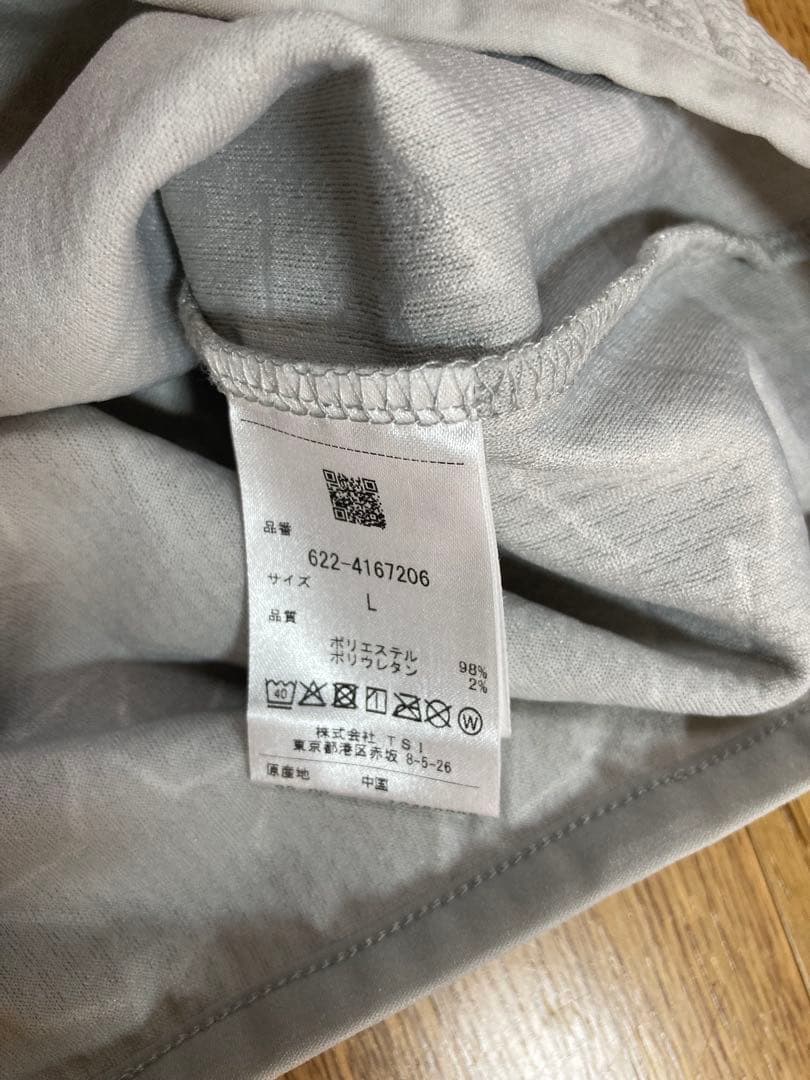 品番
622-4167206
サイズ
L
品質
ポリエステル 98%
ポリウレタン 2%
40
W
株式会社 TSI
東京都港区赤坂 8-5-26
原産地 中国